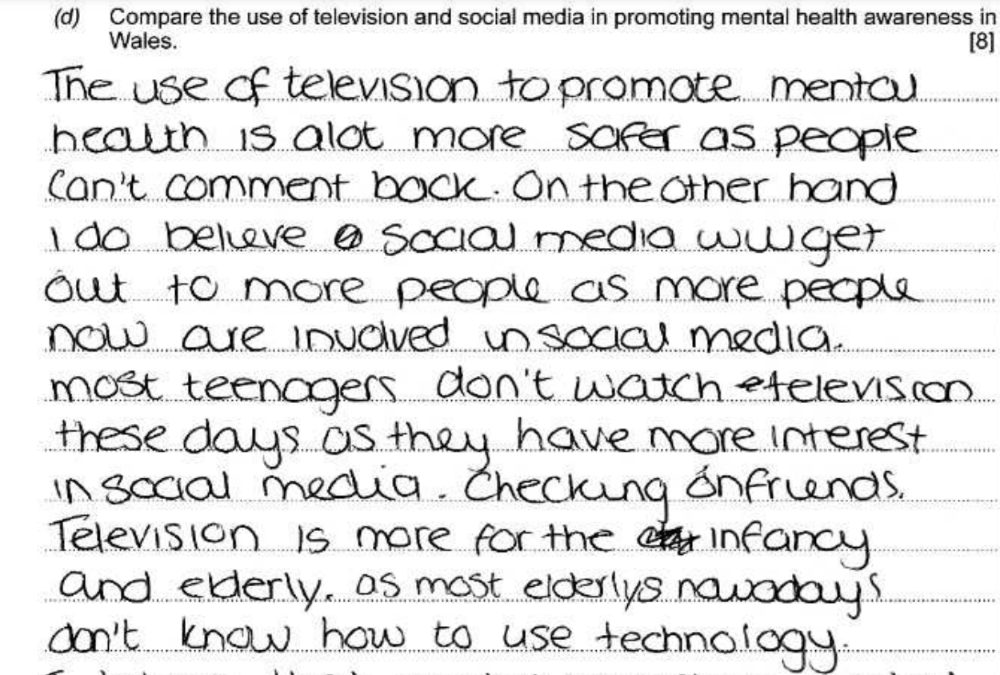 (d) Compare the use of television and social media in promoting mental health awareness in
Wales. [8]
The use of television to promote mental
health is alot more safer as people
can't comment back. On the other hand
I do believe social media will get
out to more people as more people
now are involved in social media.
most teenagers don't watch television
these days as they have more interest
in social media. Checking on friends.
Television is more for the infancy
and elderly. as most elderlys nowadays
don't know how to use technology.